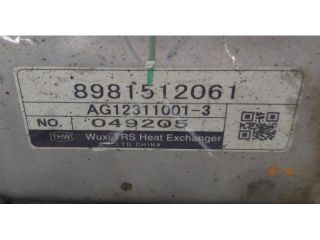 8981512061
AG12311001-3
NO. 049205
THW Wuxi TRS Heat Exchanger
CO.,LTD.CHINA